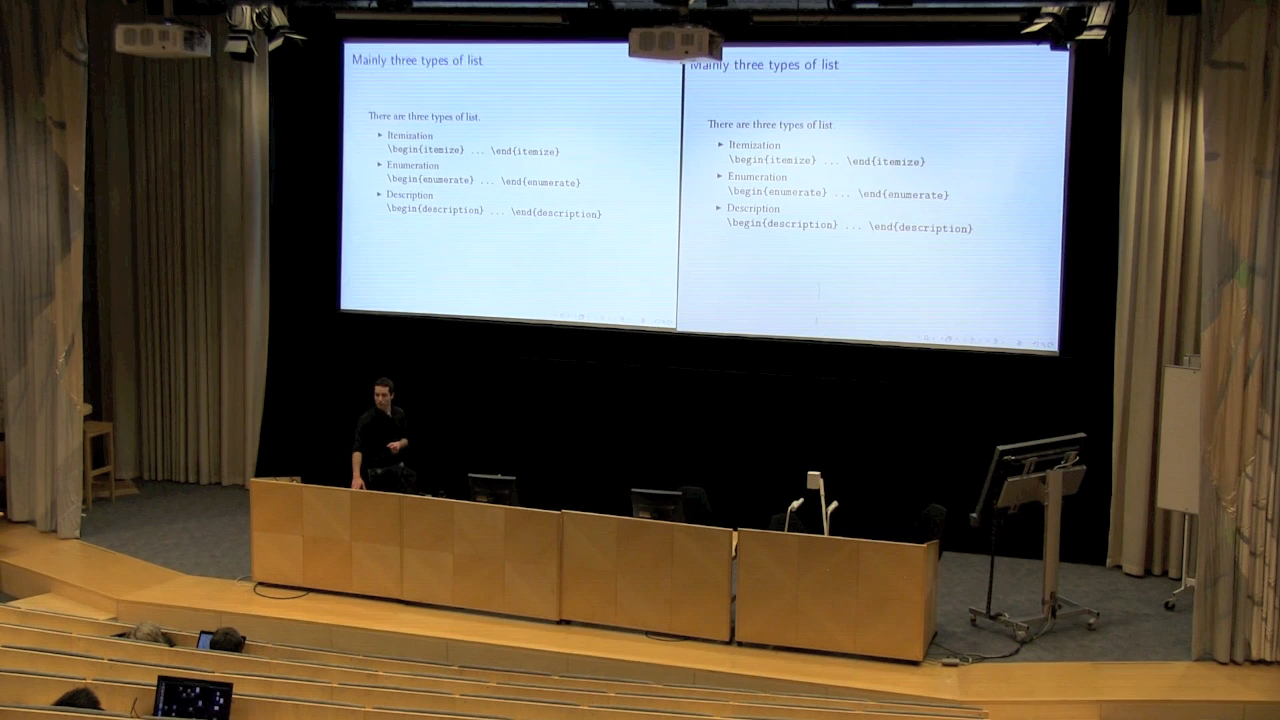 Mainly three types of list
There are three types of list.
▸ Itemization
\begin{itemize} ... \end{itemize}
▸ Enumeration
\begin{enumerate} ... \end{enumerate}
▸ Description
\begin{description} ... \end{description}
Mainly three types of list
There are three types of list
▸ Itemization
\begin{itemize} ... \end{itemize}
▸ Enumeration
\begin{enumerate} ... \end{enumerate}
▸ Description
\begin{description} ... \end{description}